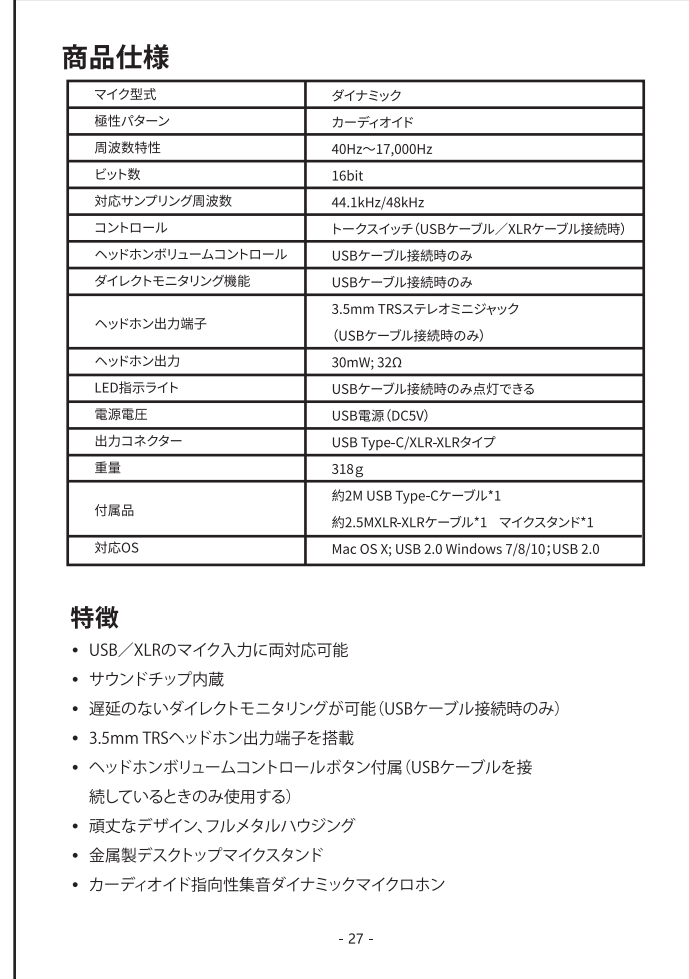 商品仕様
マイク型式 ダイナミック
極性パターン カーディオイド
周波数特性 40Hz～17,000Hz
ビット数 16bit
対応サンプリング周波数 44.1kHz/48kHz
コントロール トークスイッチ（USBケーブル／XLRケーブル接続時）
ヘッドホンボリュームコントロール USBケーブル接続時のみ
ダイレクトモニタリング機能 USBケーブル接続時のみ
ヘッドホン出力端子 3.5mm TRSステレオミニジャック
（USBケーブル接続時のみ）
ヘッドホン出力 30mW; 32Ω
LED指示ライト USBケーブル接続時のみ点灯できる
電源電圧 USB電源（DC5V）
出力コネクター USB Type-C/XLR-XLRタイプ
重量 318g
付属品 約2M USB Type-Cケーブル*1
約2.5MXLR-XLRケーブル*1 マイクスタンド*1
対応OS Mac OS X; USB 2.0 Windows 7/8/10；USB 2.0
特徴
• USB／XLRのマイク入力に両対応可能
• サウンドチップ内蔵
• 遅延のないダイレクトモニタリングが可能（USBケーブル接続時のみ）
• 3.5mm TRSヘッドホン出力端子を搭載
• ヘッドホンボリュームコントロールボタン付属（USBケーブルを接
続しているときのみ使用する）
• 頑丈なデザイン、フルメタルハウジング
• 金属製デスクトップマイクスタンド
• カーディオイド指向性集音ダイナミックマイクロホン
- 27 -